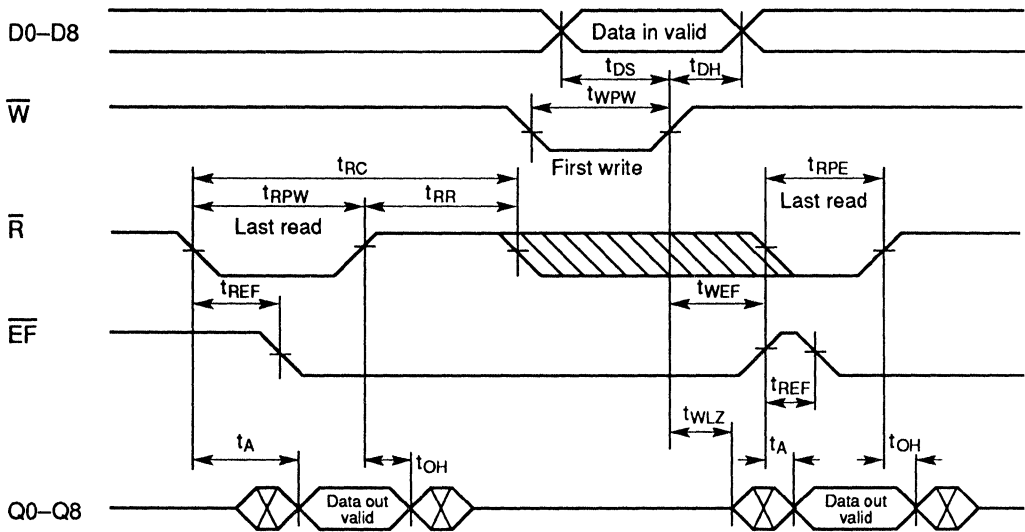 D0–D8
Data in valid
tDS
tDH
W
tWPW
First write
tRC
tRPE
tRPW
tRR
Last read
Last read
R
tREF
tWEF
EF
tREF
tWLZ
tA
tOH
tA
tOH
Q0–Q8
Data out
valid
Data out
valid